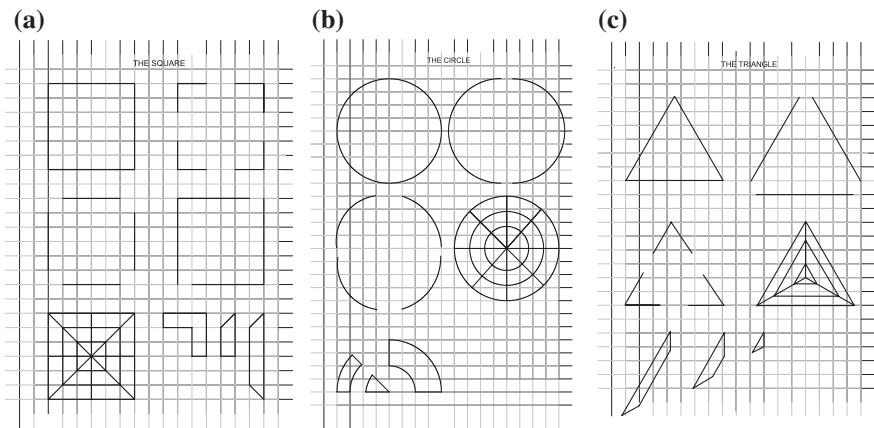 (a)
THE SQUARE
(b)
THE CIRCLE
(c)
THE TRIANGLE